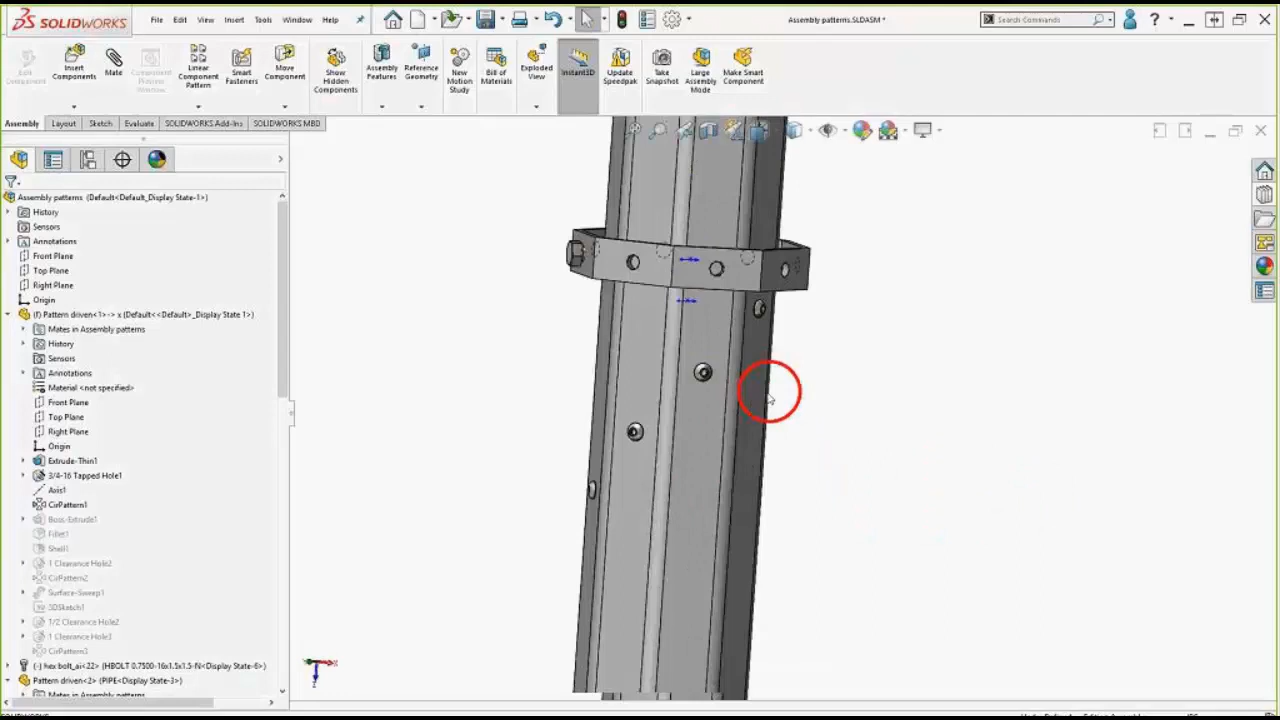 SOLIDWORKS
File Edit View Insert Tools Window Help
Assembly patterns.SLDASM *
Search Commands
Insert Components
Mate
Linear Component Pattern
Smart Fasteners
Move Component
Show Hidden Components
Assembly Features
Reference Geometry
New Motion Study
Bill of Materials
Exploded View
Instant3D
Update Speedpak
Take Snapshot
Large Assembly Mode
Make Smart Component
Assembly Layout Sketch Evaluate SOLIDWORKS Add-Ins SOLIDWORKS MBD
Assembly patterns (Default<Default_Display State-1>)
History
Sensors
Annotations
Front Plane
Top Plane
Right Plane
Origin
(f) Pattern driven<1>-> x (Default<<Default>_Display State 1>)
Mates in Assembly patterns
History
Sensors
Annotations
Material <not specified>
Front Plane
Top Plane
Right Plane
Origin
Extrude-Thin1
3/4-16 Tapped Hole1
Axis1
CirPattern1
Boss-Extrude1
Fillet1
Shell1
1 Clearance Hole2
CirPattern2
Surface-Sweep1
3DSketch1
1/2 Clearance Hole2
1 Clearance Hole3
CirPattern3
(-) hex bolt_ai<22> (HBOLT 0.7500-16x1.5x1.5-N<Display State-6>)
Pattern driven<2> (PIPE<Display State-3>)
Mates in Assembly patterns